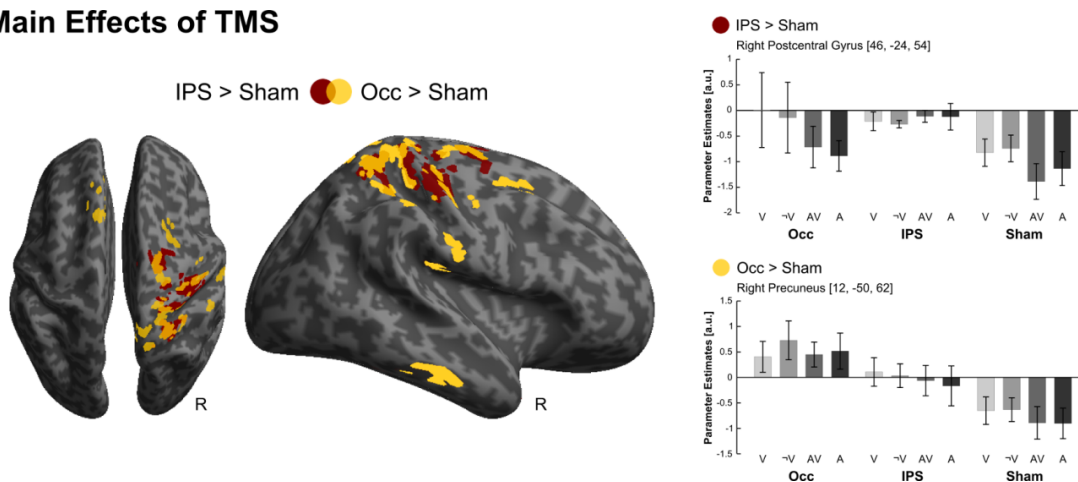 Main Effects of TMS
IPS > Sham Occ > Sham
R
R
IPS > Sham
Right Postcentral Gyrus [46, -24, 54]
Parameter Estimates [a.u.]
1
0.5
0
-0.5
-1
-1.5
-2
V ¬V AV A V ¬V AV A V ¬V AV A
Occ IPS Sham
Occ > Sham
Right Precuneus [12, -50, 62]
Parameter Estimates [a.u.]
1.5
1
0.5
0
0.5
-1
-1.5
V ¬V AV A V ¬V AV A V ¬V AV A
Occ IPS Sham